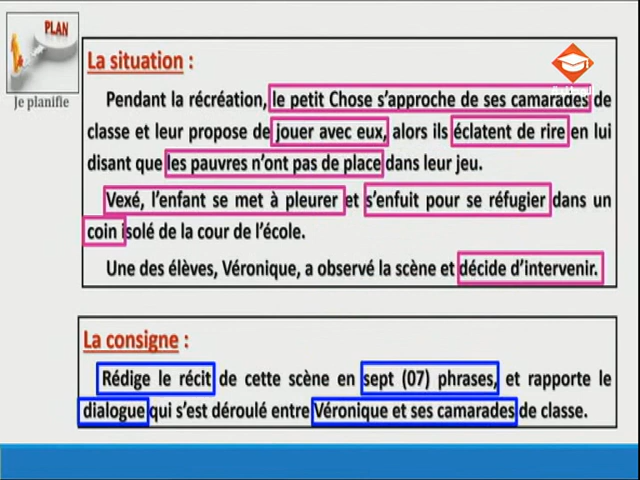 PLAN
Je planifie
La situation :
Pendant la récréation, le petit Chose s'approche de ses camarades de
classe et leur propose de jouer avec eux, alors ils éclatent de rire en lui
disant que les pauvres n'ont pas de place dans leur jeu.
Vexé, l'enfant se met à pleurer et s'enfuit pour se réfugier dans un
coin isolé de la cour de l'école.
Une des élèves, Véronique, a observé la scène et décide d'intervenir.
La consigne :
Rédige le récit de cette scène en sept (07) phrases, et rapporte le
dialogue qui s'est déroulé entre Véronique et ses camarades de classe.